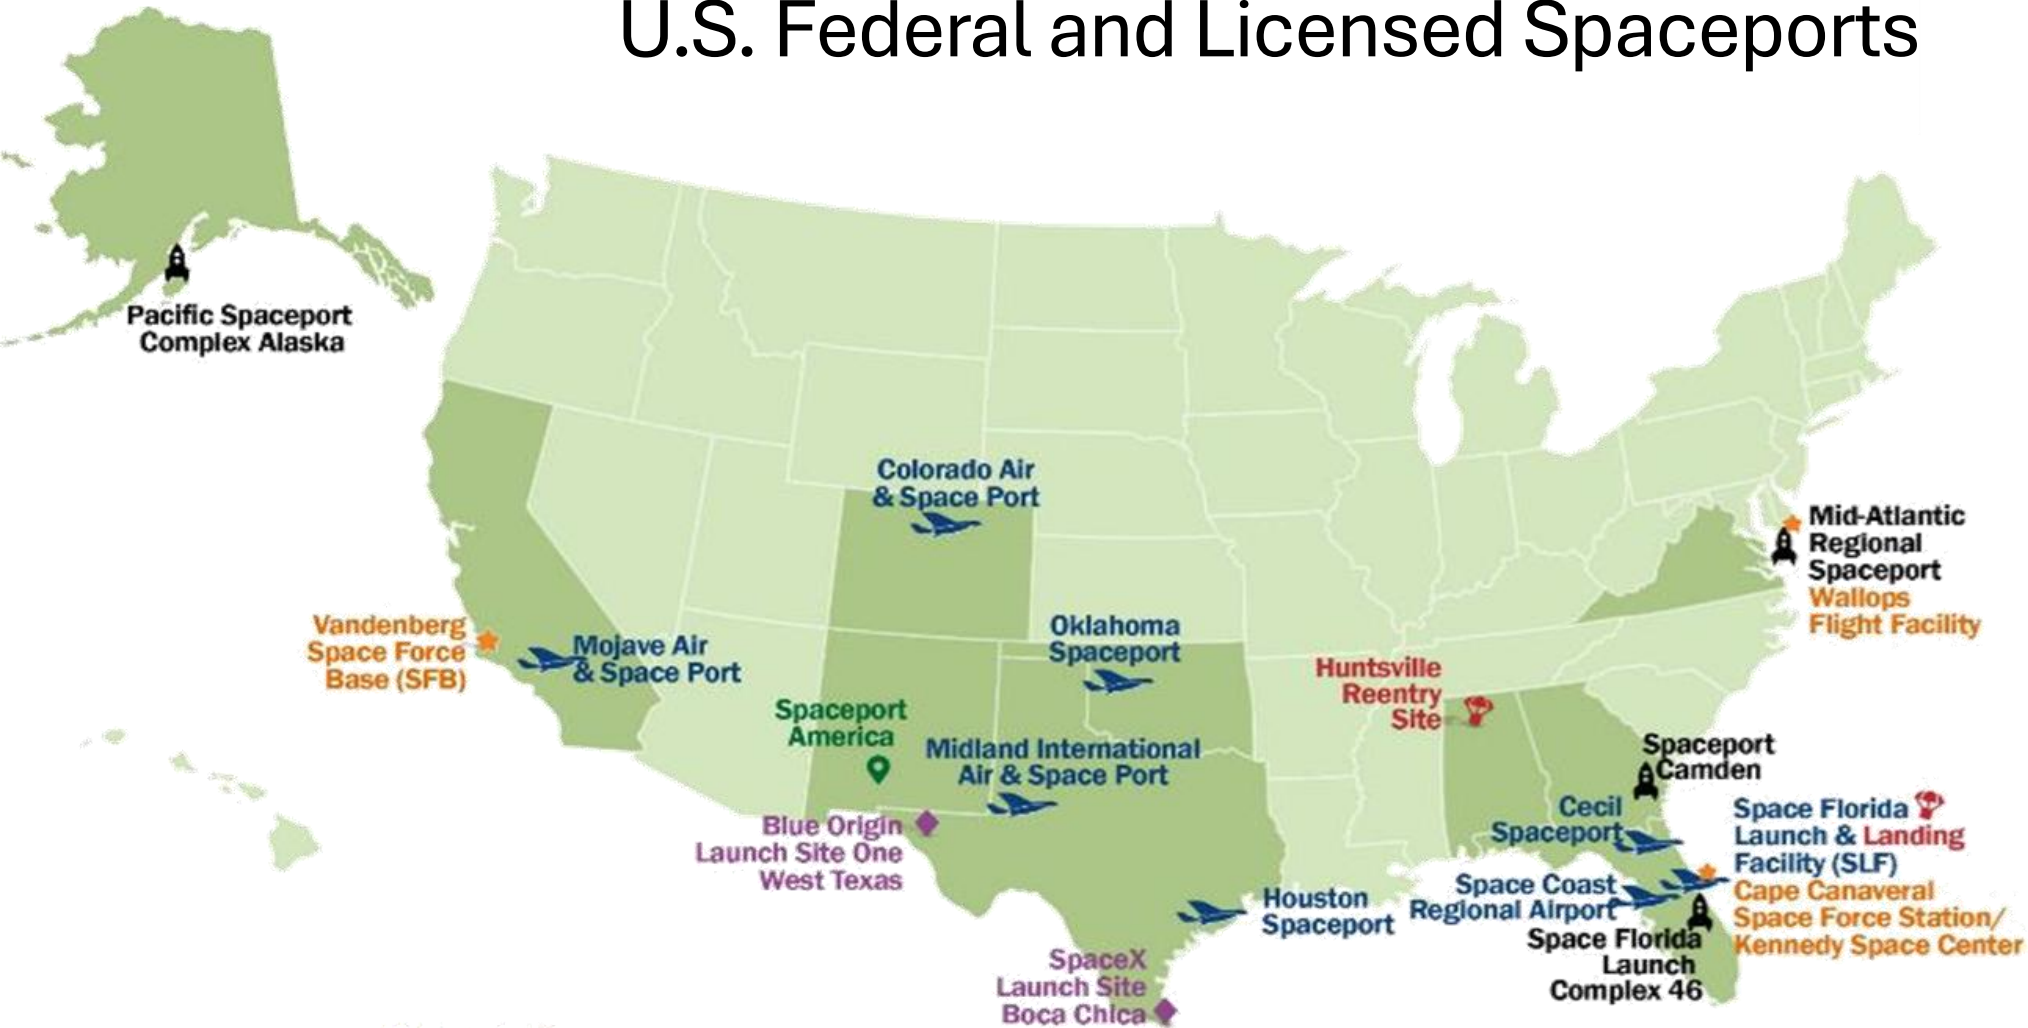 U.S. Federal and Licensed Spaceports
Pacific Spaceport
Complex Alaska
Colorado Air
& Space Port
Mid-Atlantic
Regional
Spaceport
Wallops
Flight Facility
Vandenberg
Space Force
Base (SFB)
Mojave Air
& Space Port
Oklahoma
Spaceport
Huntsville
Reentry
Site
Spaceport
America
Midland International
Air & Space Port
Spaceport
Camden
Blue Origin
Launch Site One
West Texas
Cecil
Spaceport
Space Florida
Launch & Landing
Facility (SLF)
Cape Canaveral
Space Force Station/
Kennedy Space Center
Houston
Spaceport
Space Coast
Regional Airport
Space Florida
Launch
Complex 46
SpaceX
Launch Site
Boca Chica